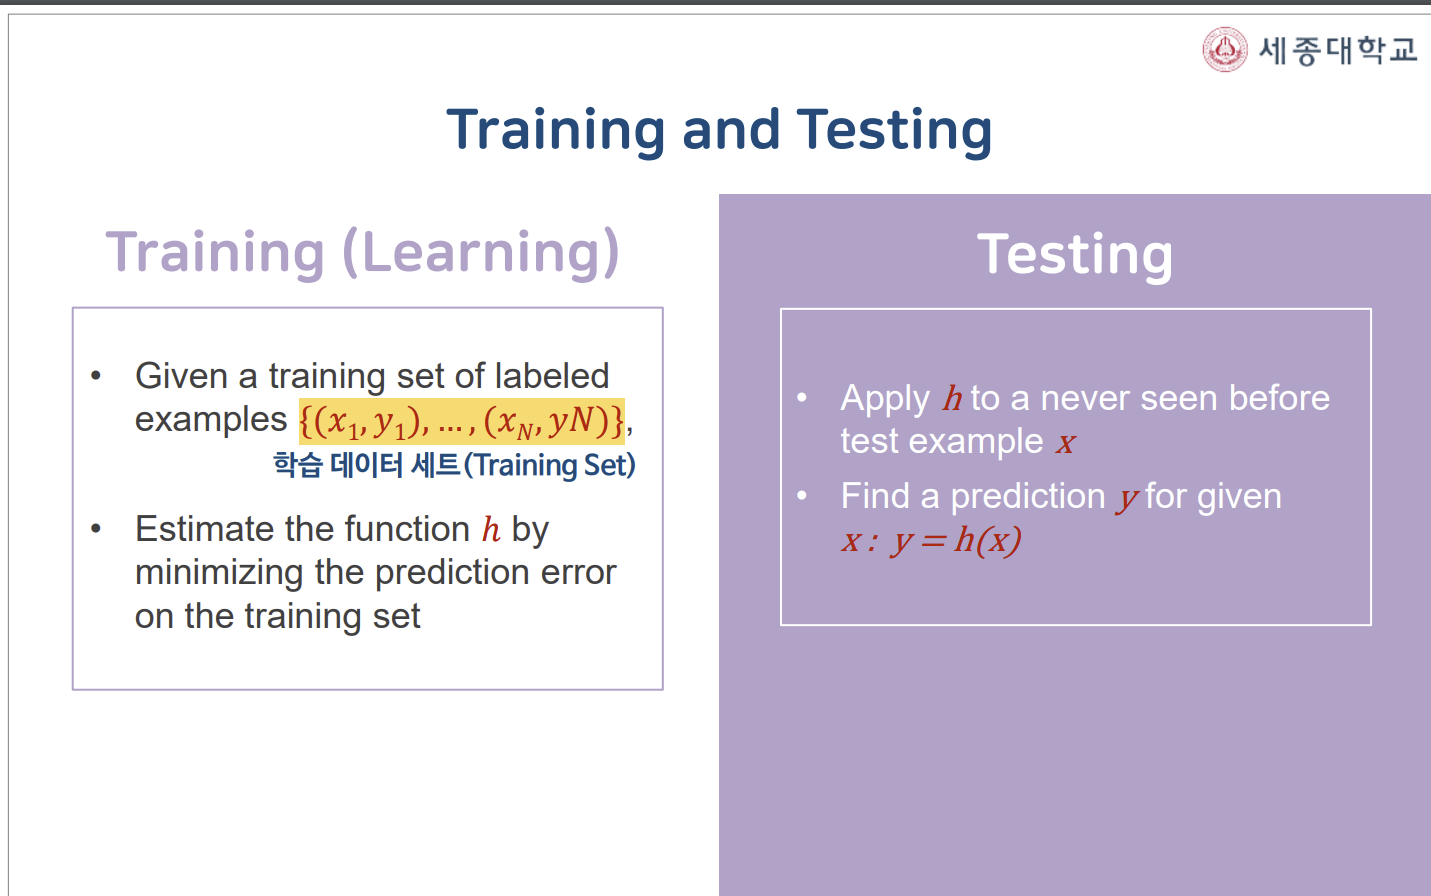 세종대학교
Training and Testing
Training (Learning)
• Given a training set of labeled
examples {(x₁, y₁), … , (x_N, yN)},
학습 데이터 세트(Training Set)
• Estimate the function h by
minimizing the prediction error
on the training set
Testing
• Apply h to a never seen before
test example x
• Find a prediction y for given
x : y = h(x)